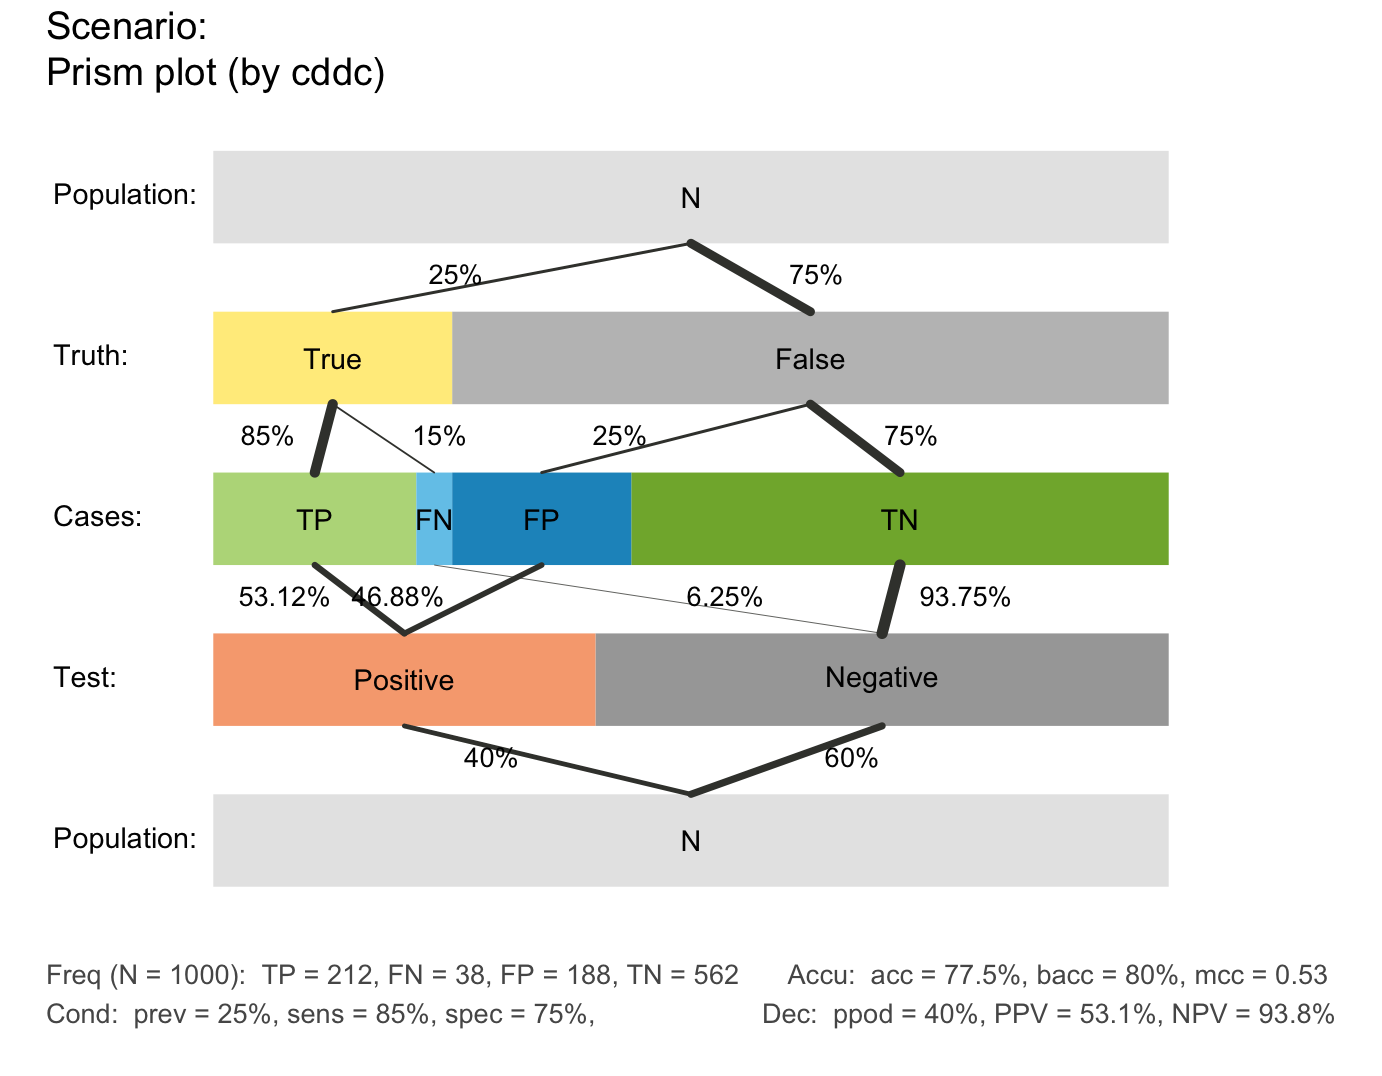 Scenario:
Prism plot (by cddc)
Population:
N
25%
75%
Truth:
True
False
85%
15%
25%
75%
Cases:
TP
FN
FP
TN
53.12%
46.88%
6.25%
93.75%
Test:
Positive
Negative
40%
60%
Population:
N
Freq (N = 1000):  TP = 212, FN = 38, FP = 188, TN = 562
Accu:  acc = 77.5%, bacc = 80%, mcc = 0.53
Cond:  prev = 25%, sens = 85%, spec = 75%,
Dec:  ppod = 40%, PPV = 53.1%, NPV = 93.8%